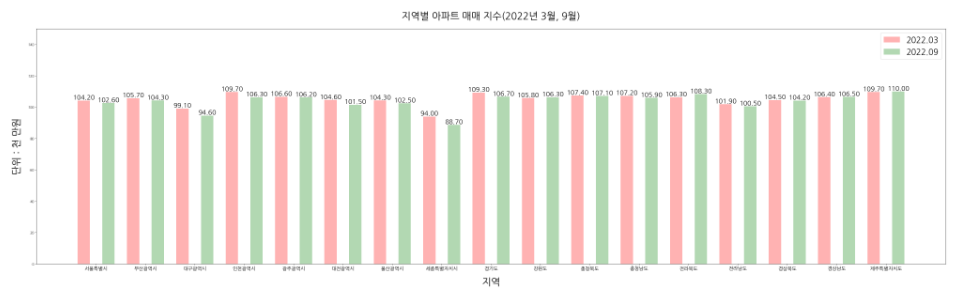 지역별 아파트 매매 지수(2022년 3월, 9월)
2022.03
2022.09
단위 : 천 만원
104.20 102.60 105.70 104.30 99.10 94.60 109.70 106.30 106.60 106.20 104.60 101.50 104.30 102.50 94.00 88.70 109.30 106.70 105.80 106.30 107.40 107.10 107.20 105.90 106.30 108.30 101.90 100.50 104.50 104.20 106.40 106.50 109.70 110.00
서울특별시 부산광역시 대구광역시 인천광역시 광주광역시 대전광역시 울산광역시 세종특별자치시 경기도 강원도 충청북도 충청남도 전라북도 전라남도 경상북도 경상남도 제주특별자치도
지역